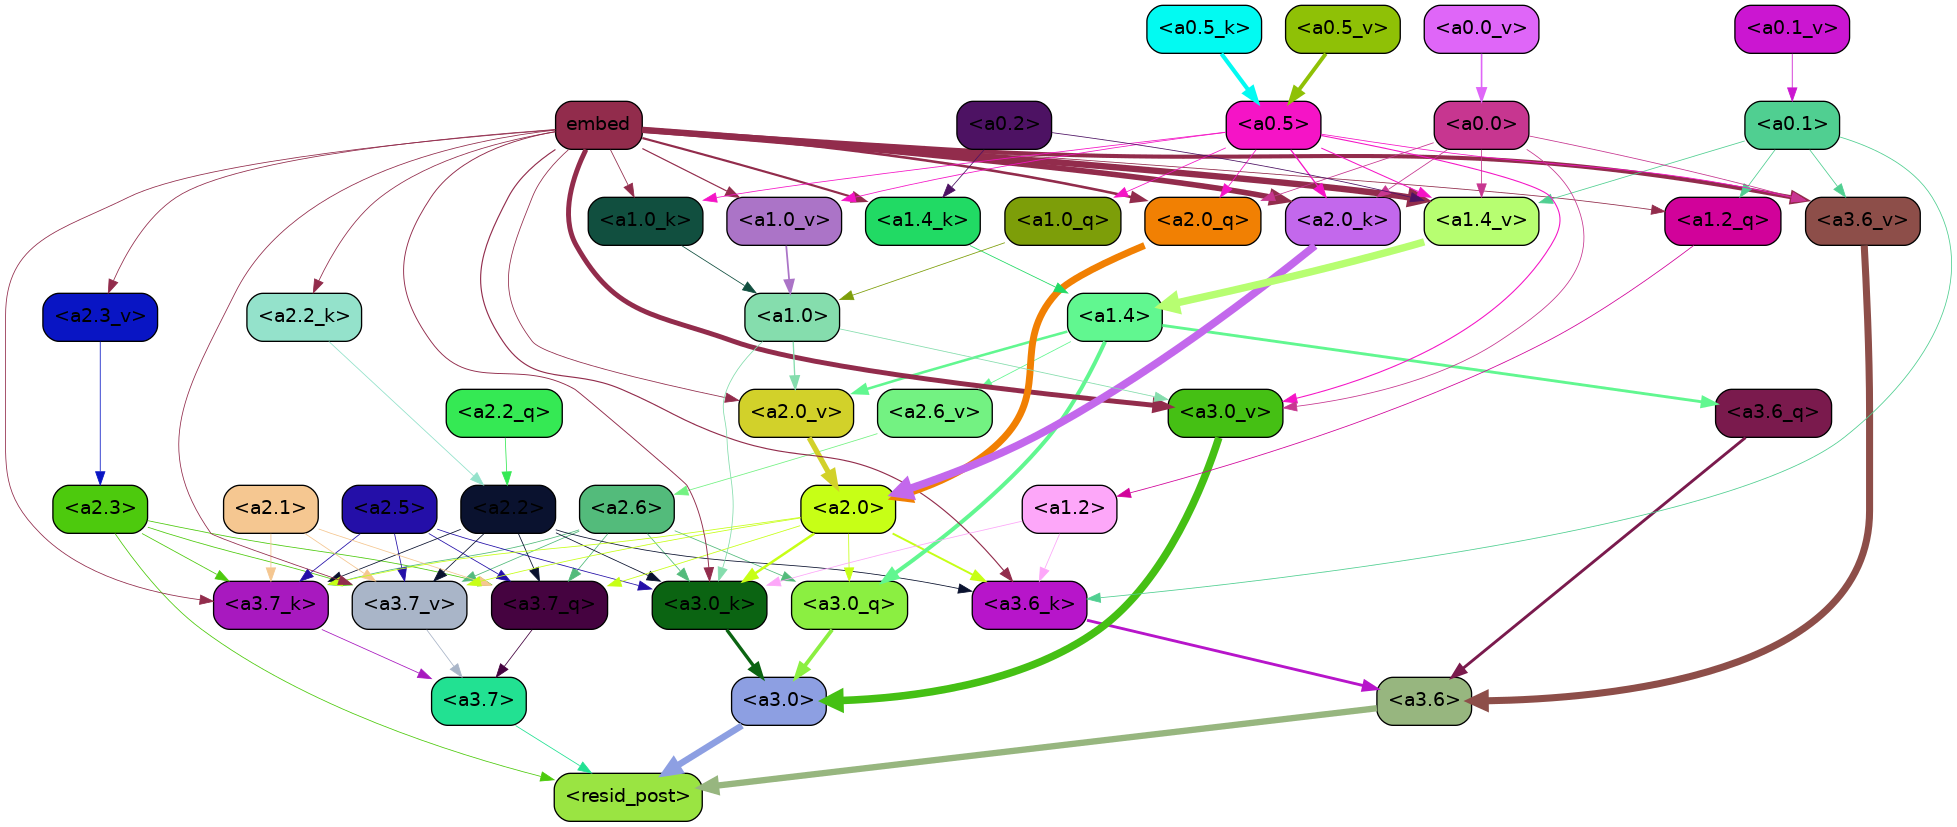 <a0.5_k> <a0.5_v> <a0.0_v> <a0.1_v>
embed <a0.2> <a0.5> <a0.0> <a0.1>
<a1.0_k> <a1.0_v> <a1.4_k> <a1.0_q> <a2.0_q> <a2.0_k> <a1.4_v> <a1.2_q> <a3.6_v>
<a2.3_v> <a2.2_k> <a1.0> <a1.4>
<a2.2_q> <a2.0_v> <a2.6_v> <a3.0_v> <a3.6_q>
<a2.3> <a2.1> <a2.5> <a2.2> <a2.6> <a2.0> <a1.2>
<a3.7_k> <a3.7_v> <a3.7_q> <a3.0_k> <a3.0_q> <a3.6_k>
<a3.7> <a3.0> <a3.6>
<resid_post>